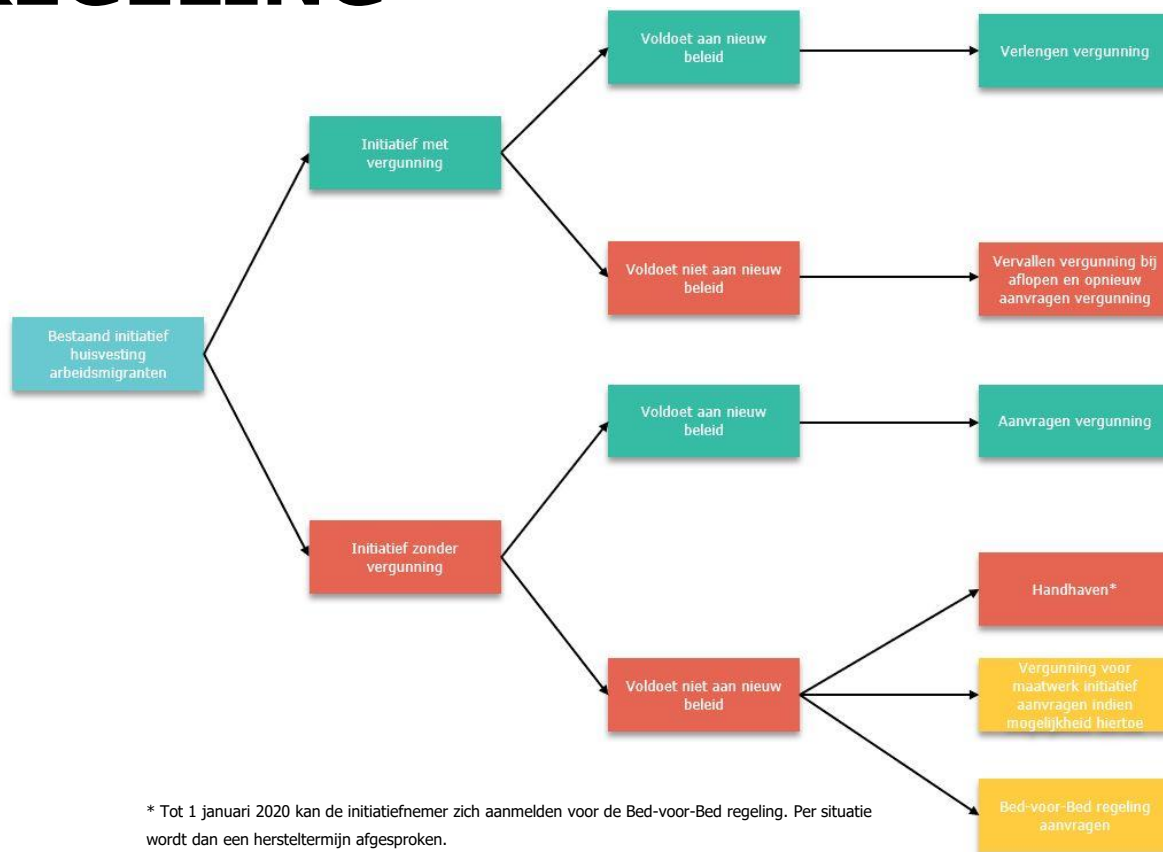 REGELING
Voldoet aan nieuw
beleid
Verlengen vergunning
Initiatief met
vergunning
Voldoet niet aan nieuw
beleid
Vervallen vergunning bij
aflopen en opnieuw
aanvragen vergunning
Bestaand initiatief
huisvesting
arbeidsmigranten
Voldoet aan nieuw
beleid
Aanvragen vergunning
Initiatief zonder
vergunning
Handhaven*
Voldoet niet aan nieuw
beleid
Vergunning voor
maatwerk initiatief
aanvragen indien
mogelijkheid hiertoe
Bed-voor-Bed regeling
aanvragen
* Tot 1 januari 2020 kan de initiatiefnemer zich aanmelden voor de Bed-voor-Bed regeling. Per situatie
wordt dan een hersteltermijn afgesproken.